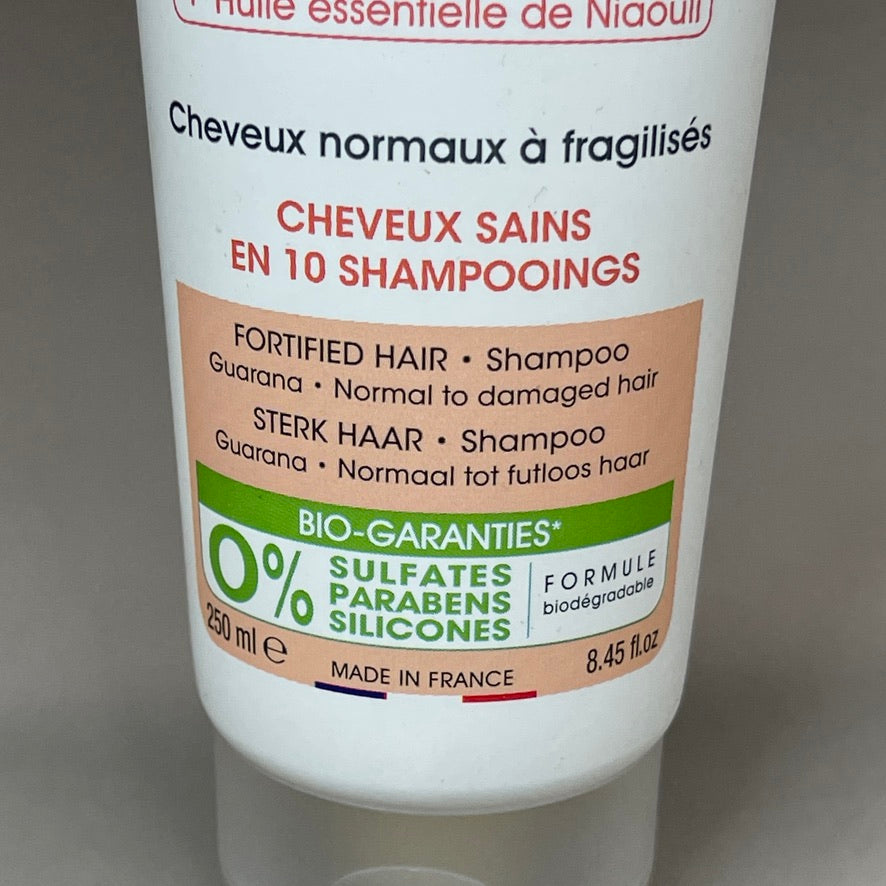 + Huile essentielle de Niaouli
Cheveux normaux à fragilisés
CHEVEUX SAINS
EN 10 SHAMPOOINGS
FORTIFIED HAIR • Shampoo
Guarana • Normal to damaged hair
STERK HAAR • Shampoo
Guarana • Normaal tot futloos haar
BIO-GARANTIES*
0% SULFATES
PARABENS
SILICONES
FORMULE
biodégradable
250 ml ℮
8.45 fl.oz
MADE IN FRANCE